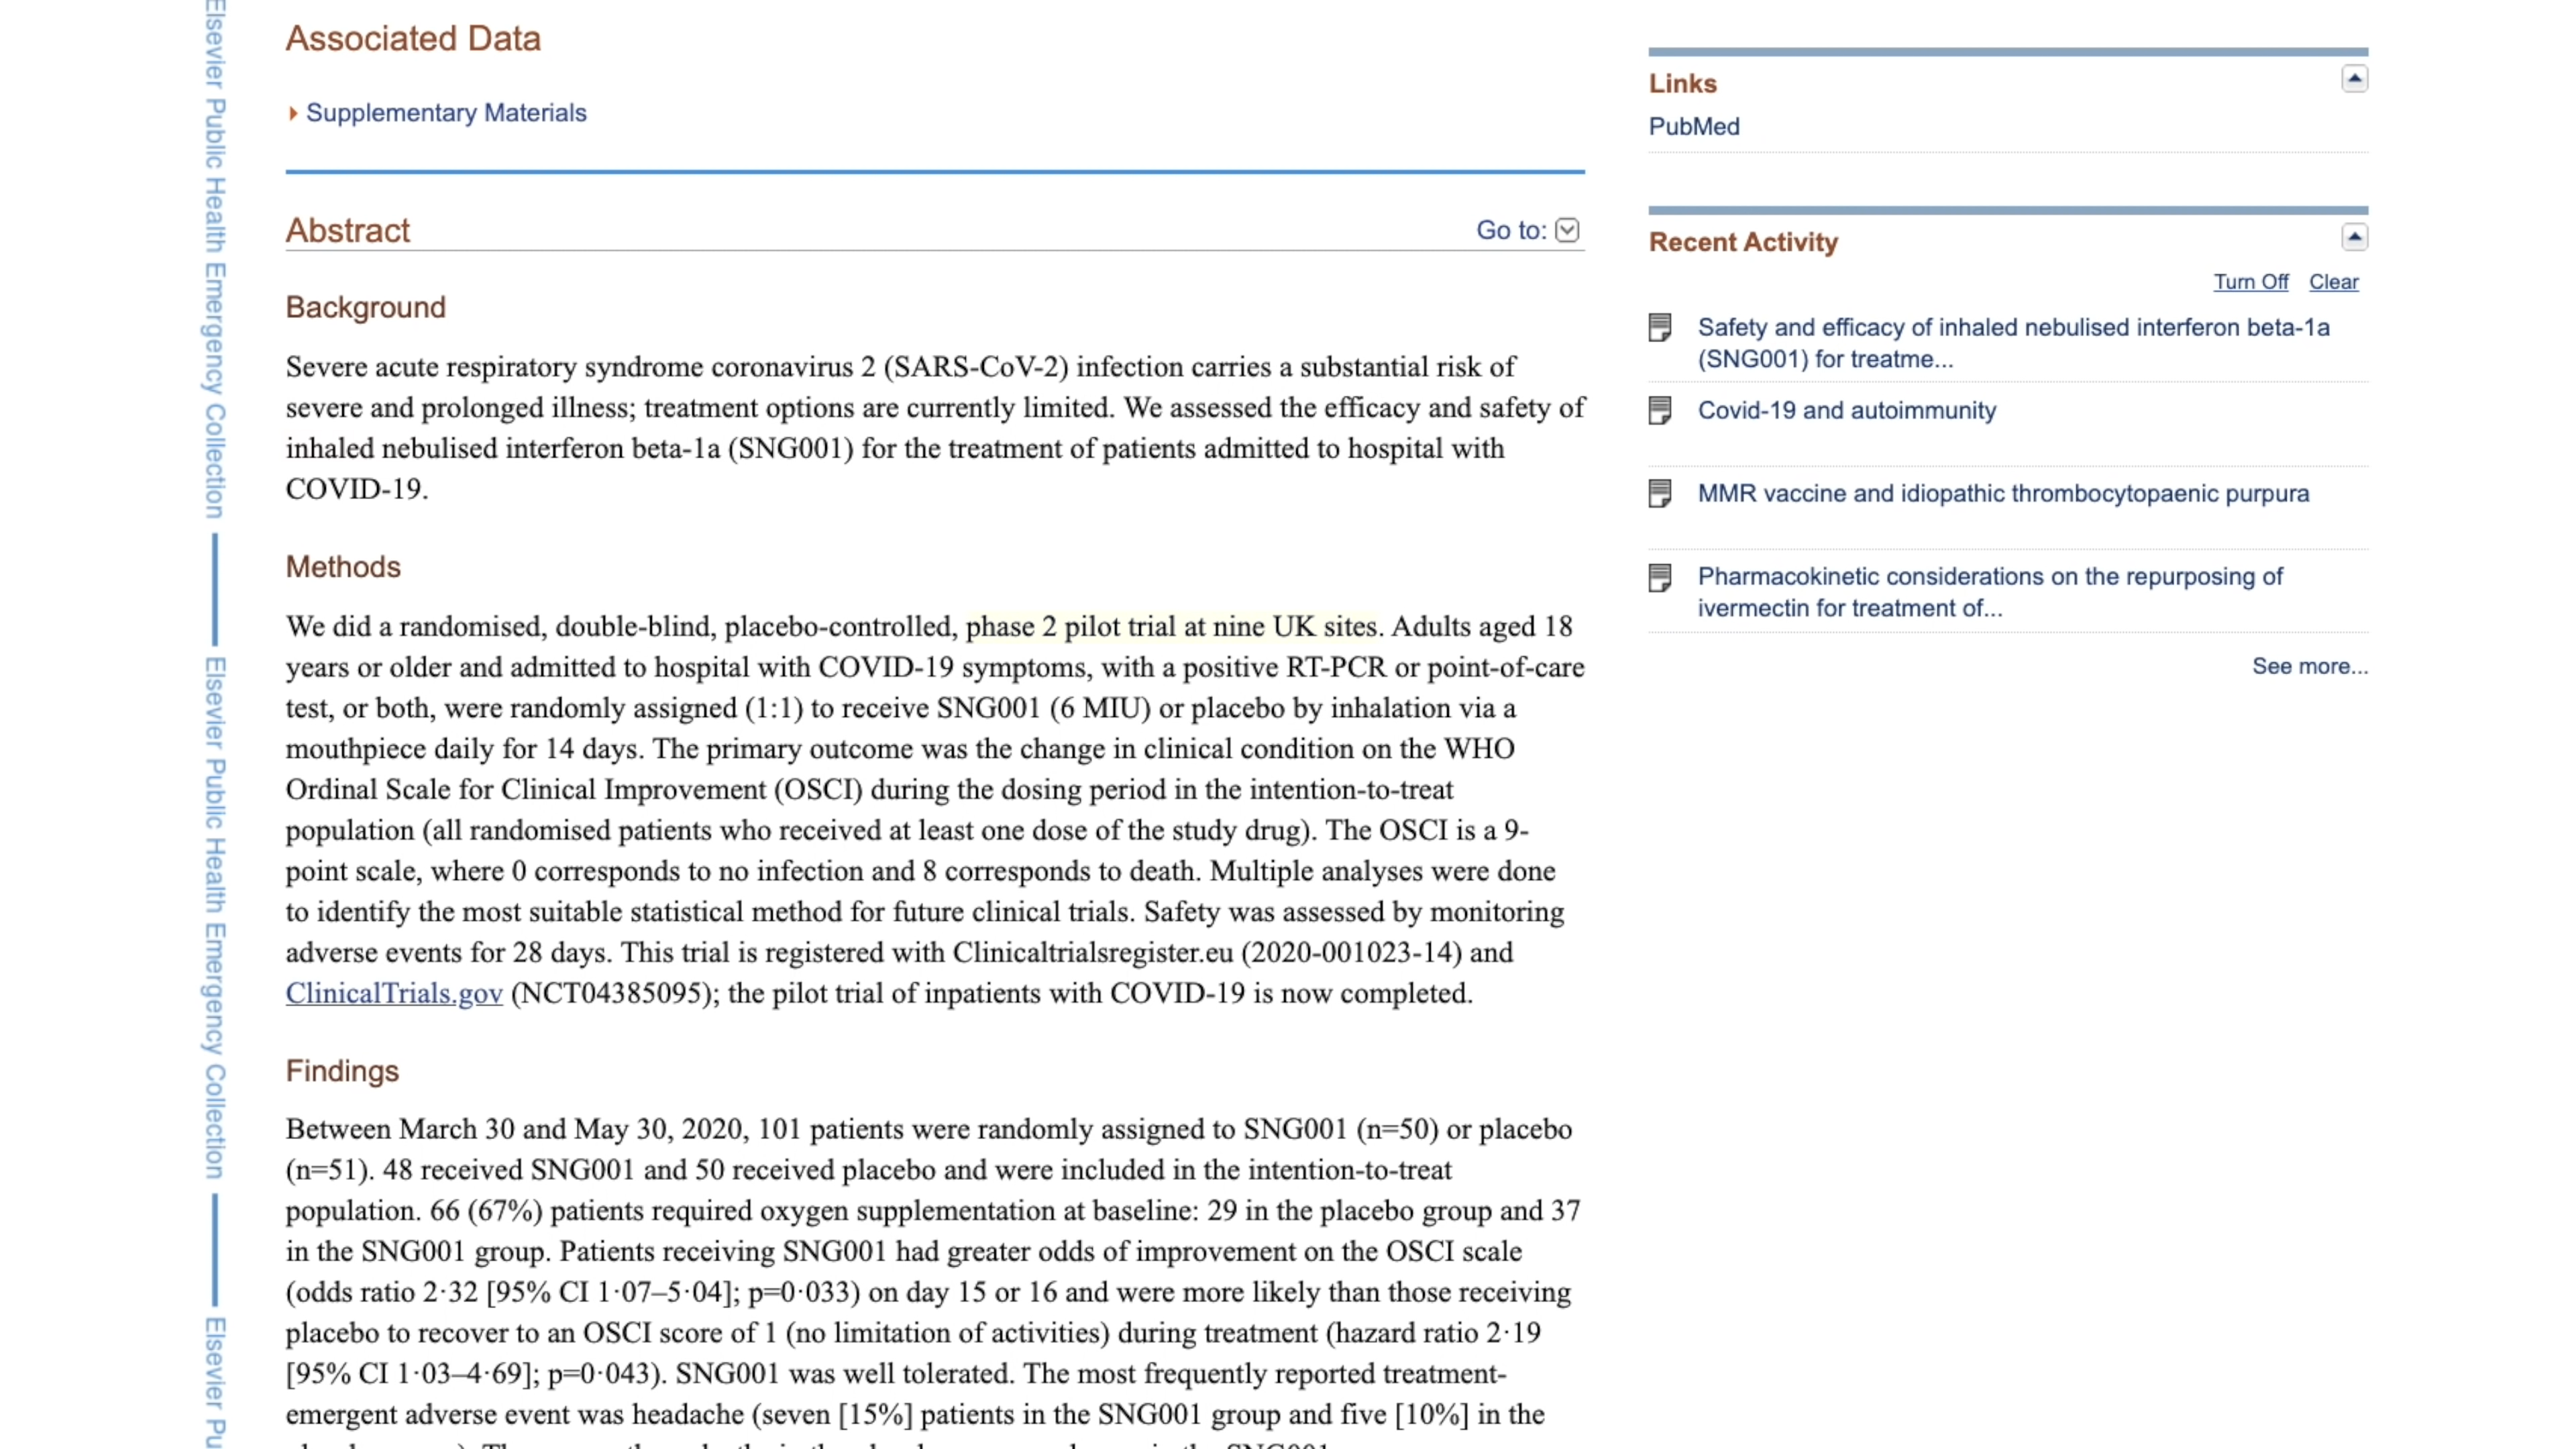 Associated Data
Supplementary Materials
Abstract
Go to:
Background
Severe acute respiratory syndrome coronavirus 2 (SARS-CoV-2) infection carries a substantial risk of
severe and prolonged illness; treatment options are currently limited. We assessed the efficacy and safety of
inhaled nebulised interferon beta-1a (SNG001) for the treatment of patients admitted to hospital with
COVID-19.
Methods
We did a randomised, double-blind, placebo-controlled, phase 2 pilot trial at nine UK sites. Adults aged 18
years or older and admitted to hospital with COVID-19 symptoms, with a positive RT-PCR or point-of-care
test, or both, were randomly assigned (1:1) to receive SNG001 (6 MIU) or placebo by inhalation via a
mouthpiece daily for 14 days. The primary outcome was the change in clinical condition on the WHO
Ordinal Scale for Clinical Improvement (OSCI) during the dosing period in the intention-to-treat
population (all randomised patients who received at least one dose of the study drug). The OSCI is a 9-
point scale, where 0 corresponds to no infection and 8 corresponds to death. Multiple analyses were done
to identify the most suitable statistical method for future clinical trials. Safety was assessed by monitoring
adverse events for 28 days. This trial is registered with Clinicaltrialsregister.eu (2020-001023-14) and
ClinicalTrials.gov (NCT04385095); the pilot trial of inpatients with COVID-19 is now completed.
Findings
Between March 30 and May 30, 2020, 101 patients were randomly assigned to SNG001 (n=50) or placebo
(n=51). 48 received SNG001 and 50 received placebo and were included in the intention-to-treat
population. 66 (67%) patients required oxygen supplementation at baseline: 29 in the placebo group and 37
in the SNG001 group. Patients receiving SNG001 had greater odds of improvement on the OSCI scale
(odds ratio 2·32 [95% CI 1·07–5·04]; p=0·033) on day 15 or 16 and were more likely than those receiving
placebo to recover to an OSCI score of 1 (no limitation of activities) during treatment (hazard ratio 2·19
[95% CI 1·03–4·69]; p=0·043). SNG001 was well tolerated. The most frequently reported treatment-
emergent adverse event was headache (seven [15%] patients in the SNG001 group and five [10%] in the
Links
PubMed
Recent Activity
Turn Off Clear
Safety and efficacy of inhaled nebulised interferon beta-1a
(SNG001) for treatme...
Covid-19 and autoimmunity
MMR vaccine and idiopathic thrombocytopaenic purpura
Pharmacokinetic considerations on the repurposing of
ivermectin for treatment of...
See more...
Elsevier Public Health Emergency Collection
Elsevier Public Health Emergency Collection
Elsevier Pu